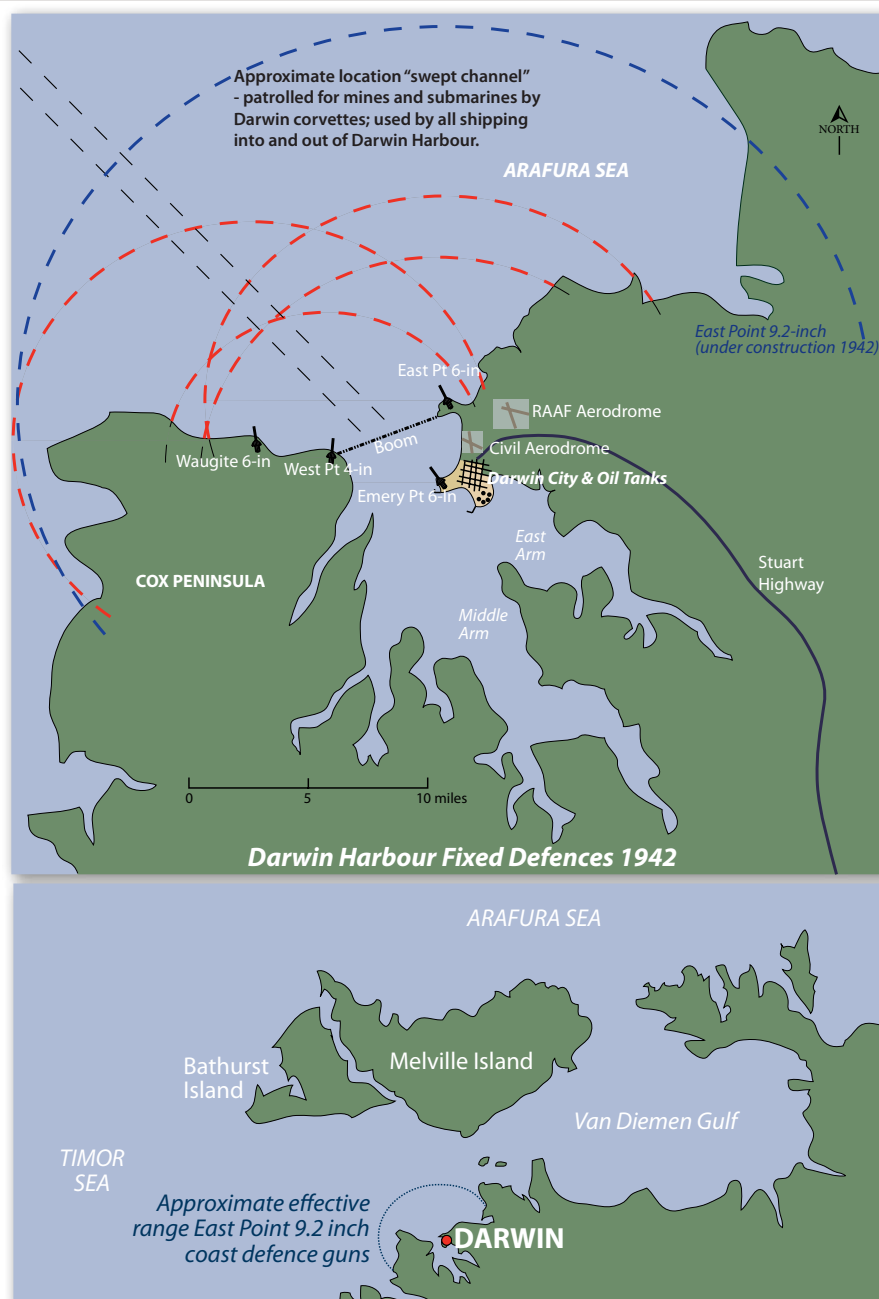 Approximate location “swept channel”
- patrolled for mines and submarines by
Darwin corvettes; used by all shipping
into and out of Darwin Harbour.
NORTH
ARAFURA SEA
East Point 9.2-inch
(under construction 1942)
East Pt 6-in
RAAF Aerodrome
Boom
Civil Aerodrome
Waugite 6-in
West Pt 4-in
Darwin City & Oil Tanks
Emery Pt 6-in
East
Arm
Stuart
Highway
COX PENINSULA
Middle
Arm
0 5 10 miles
Darwin Harbour Fixed Defences 1942
ARAFURA SEA
Bathurst
Island
Melville Island
Van Diemen Gulf
TIMOR
SEA
Approximate effective
range East Point 9.2 inch
coast defence guns
DARWIN